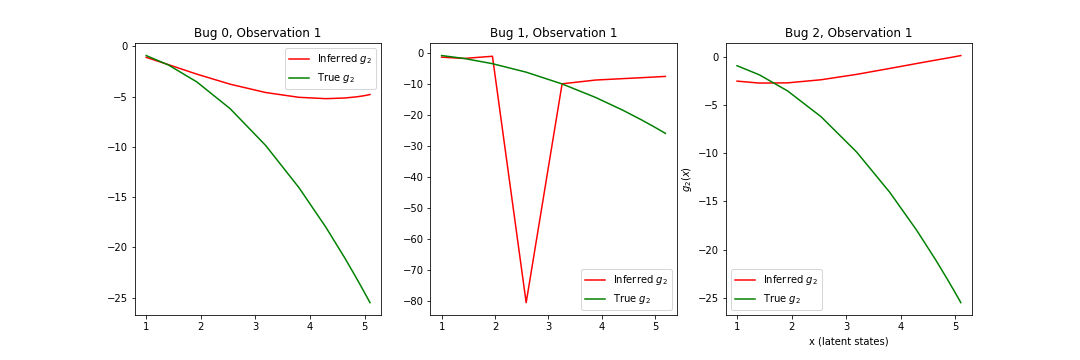 Bug 0, Observation 1
Inferred g₂
True g₂
0
−5
−10
−15
−20
−25
1 2 3 4 5
Bug 1, Observation 1
0
−10
−20
−30
−40
−50
−60
−70
−80
Inferred g₂
True g₂
1 2 3 4 5
Bug 2, Observation 1
g₂(x)
0
−5
−10
−15
−20
−25
Inferred g₂
True g₂
1 2 3 4 5
x (latent states)